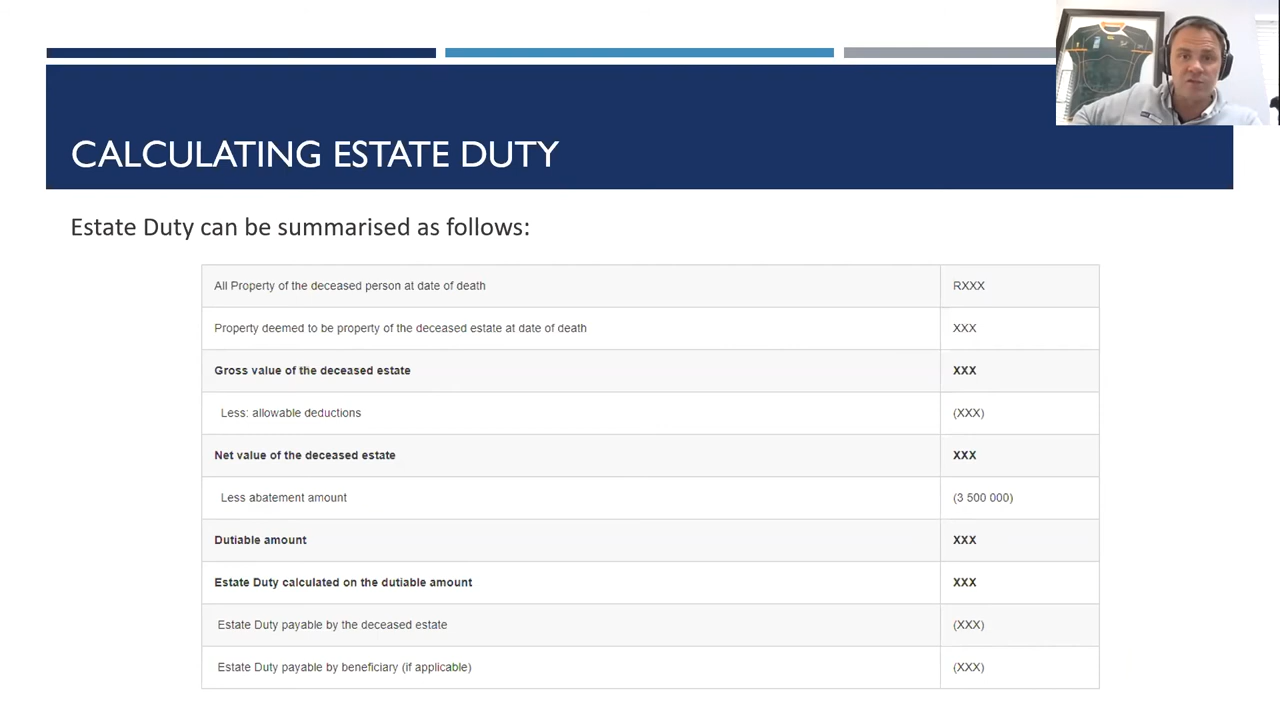 CALCULATING ESTATE DUTY
Estate Duty can be summarised as follows:
All Property of the deceased person at date of death RXXX
Property deemed to be property of the deceased estate at date of death XXX
Gross value of the deceased estate XXX
Less: allowable deductions (XXX)
Net value of the deceased estate XXX
Less abatement amount (3 500 000)
Dutiable amount XXX
Estate Duty calculated on the dutiable amount XXX
Estate Duty payable by the deceased estate (XXX)
Estate Duty payable by beneficiary (if applicable) (XXX)